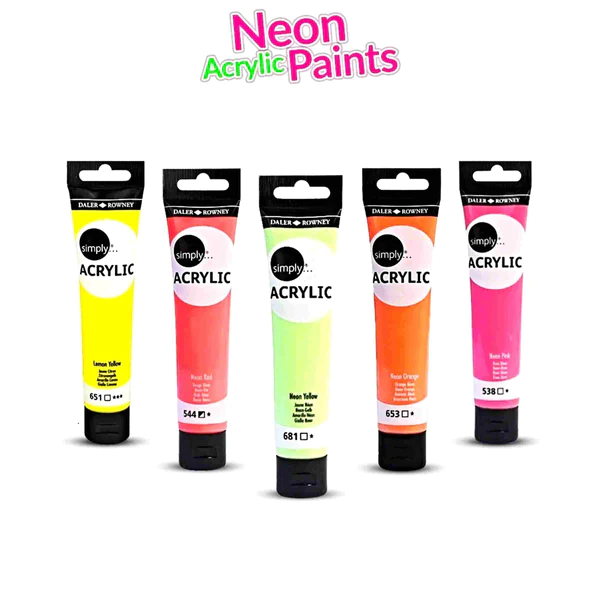 Neon
Acrylic Paints
DALER ROWNEY
simply...
ACRYLIC
Lemon Yellow
651
DALER ROWNEY
simply...
ACRYLIC
Neon Red
544
DALER ROWNEY
simply...
ACRYLIC
Neon Yellow
681
DALER ROWNEY
simply...
ACRYLIC
Neon Orange
653
DALER ROWNEY
simply...
ACRYLIC
Neon Pink
538